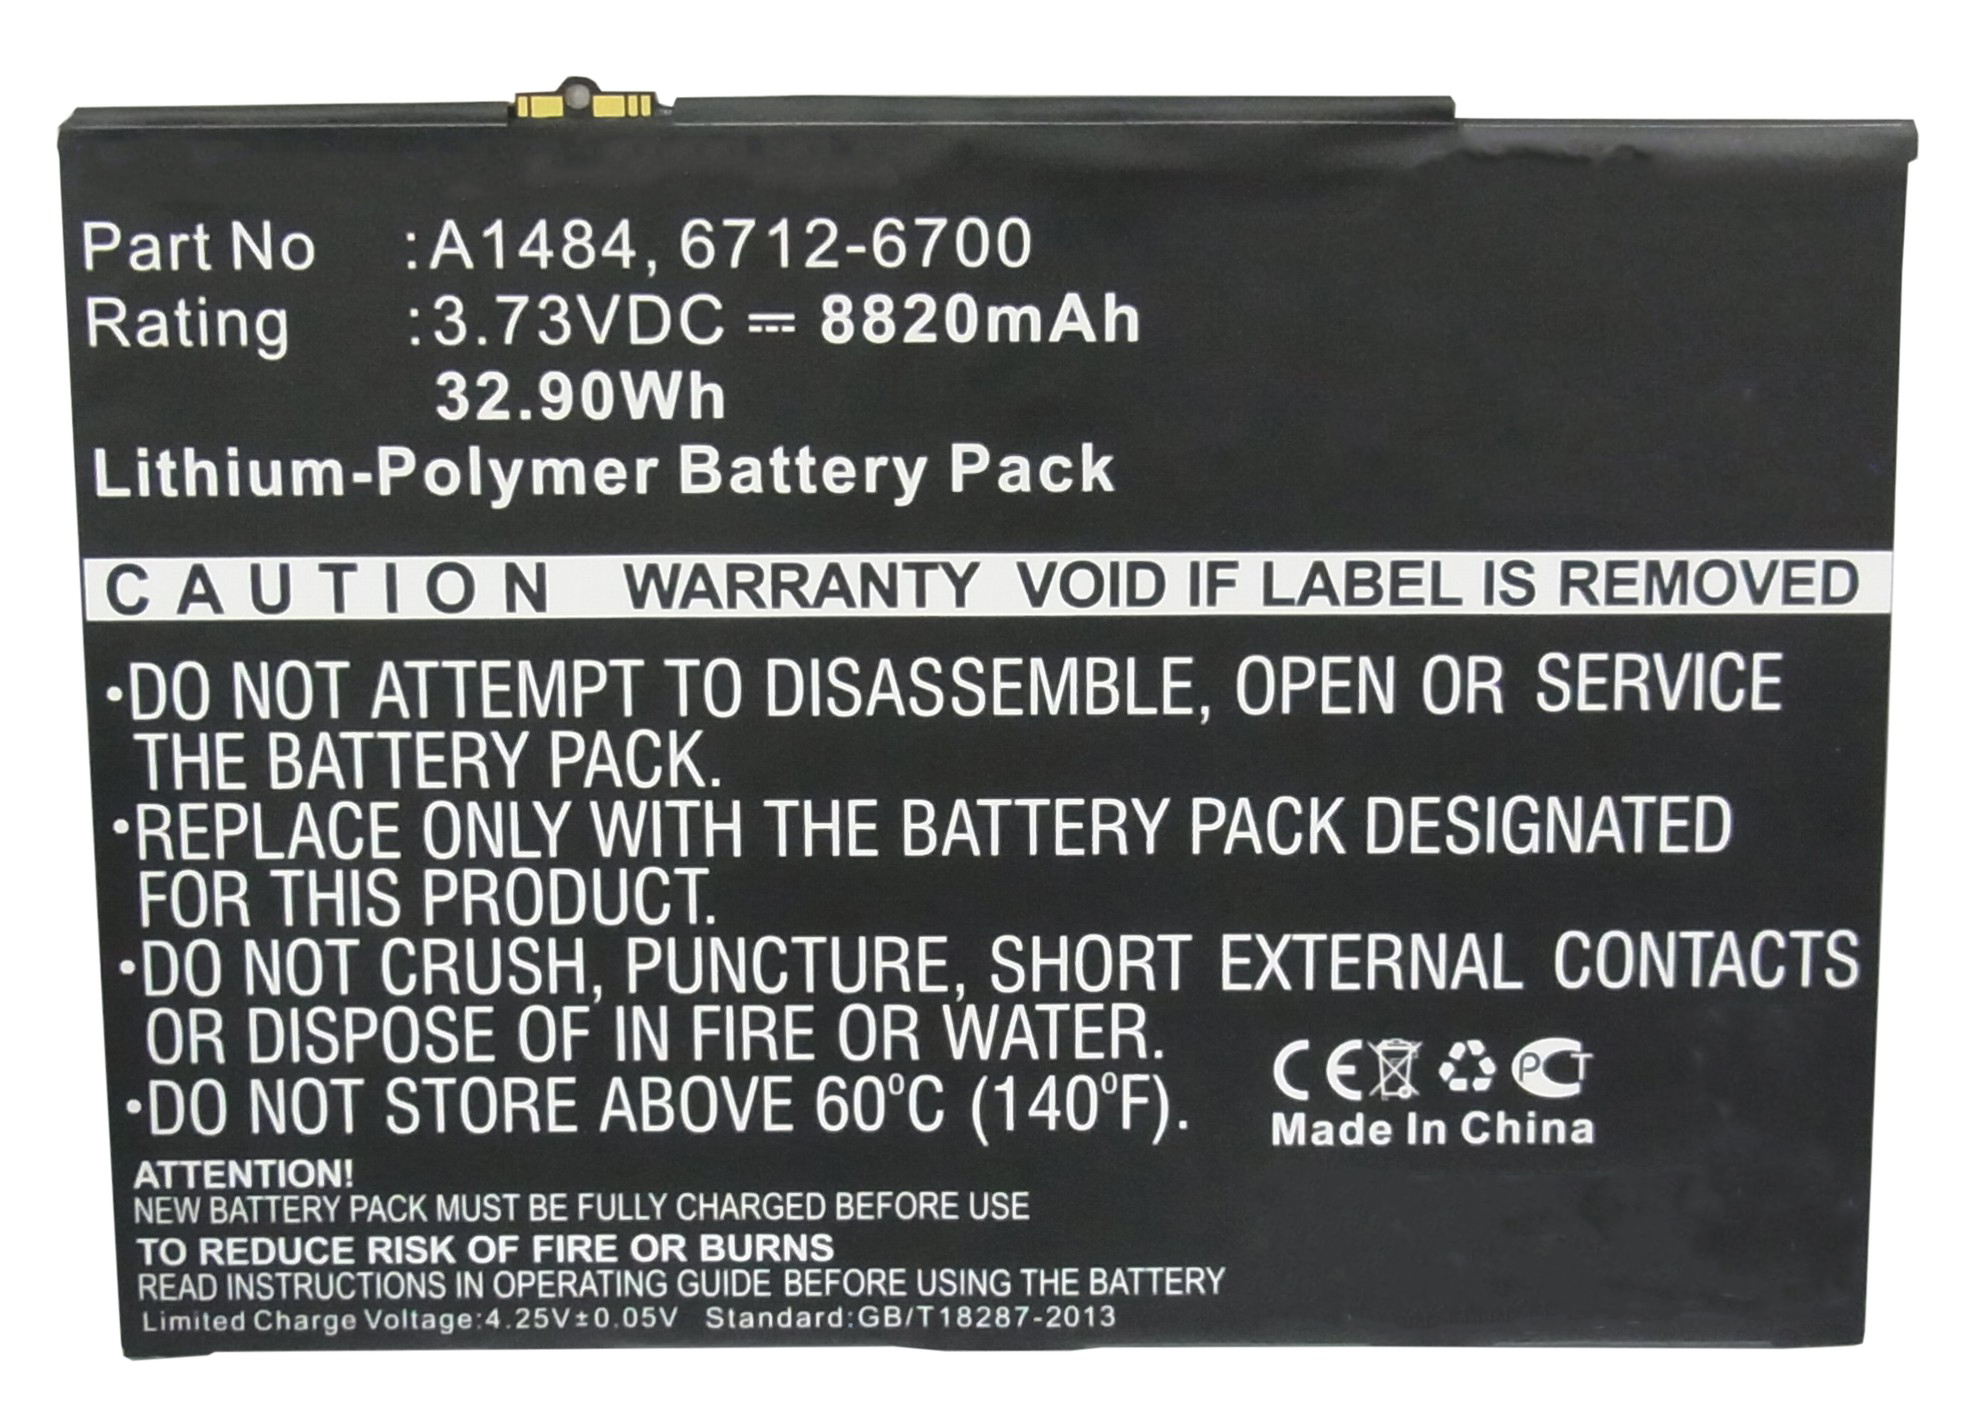 Part No :A1484, 6712-6700
Rating :3.73VDC ⎓ 8820mAh
32.90Wh
Lithium-Polymer Battery Pack
CAUTION WARRANTY VOID IF LABEL IS REMOVED
•DO NOT ATTEMPT TO DISASSEMBLE, OPEN OR SERVICE
THE BATTERY PACK.
•REPLACE ONLY WITH THE BATTERY PACK DESIGNATED
FOR THIS PRODUCT.
•DO NOT CRUSH, PUNCTURE, SHORT EXTERNAL CONTACTS
OR DISPOSE OF IN FIRE OR WATER.
•DO NOT STORE ABOVE 60°C (140°F).
CE PCT
Made In China
ATTENTION!
NEW BATTERY PACK MUST BE FULLY CHARGED BEFORE USE
TO REDUCE RISK OF FIRE OR BURNS
READ INSTRUCTIONS IN OPERATING GUIDE BEFORE USING THE BATTERY
Limited Charge Voltage:4.25V±0.05V Standard:GB/T18287-2013